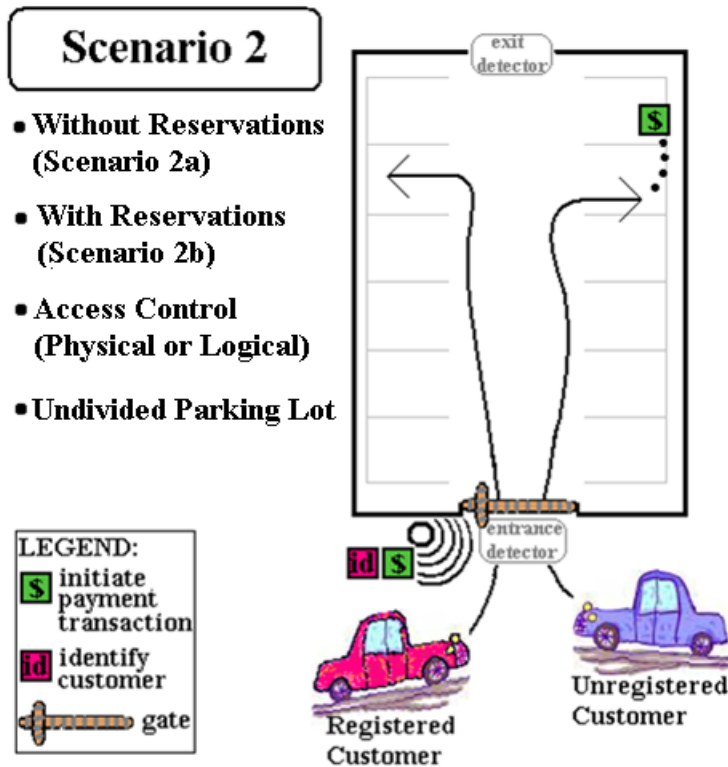 Scenario 2
• Without Reservations
(Scenario 2a)
• With Reservations
(Scenario 2b)
• Access Control
(Physical or Logical)
• Undivided Parking Lot
exit
detector
$
entrance
detector
id $
LEGEND:
$ initiate
payment
transaction
id identify
customer
gate
Registered
Customer
Unregistered
Customer